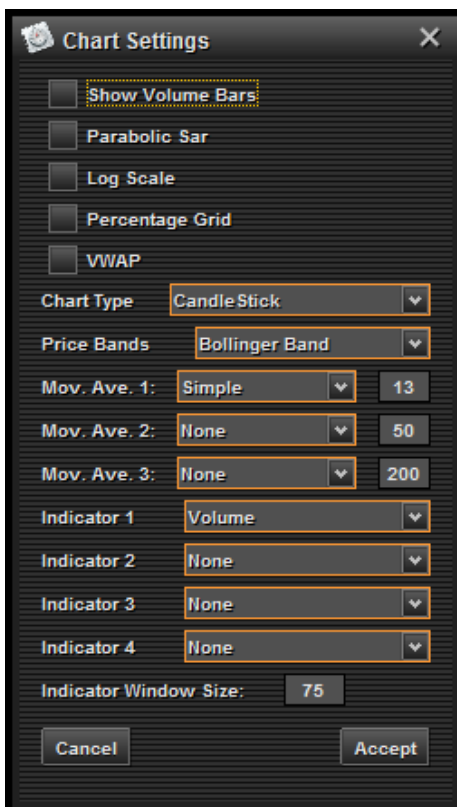 Chart Settings
Show Volume Bars
Parabolic Sar
Log Scale
Percentage Grid
VWAP
Chart Type CandleStick
Price Bands Bollinger Band
Mov. Ave. 1: Simple 13
Mov. Ave. 2: None 50
Mov. Ave. 3: None 200
Indicator 1 Volume
Indicator 2 None
Indicator 3 None
Indicator 4 None
Indicator Window Size: 75
Cancel Accept